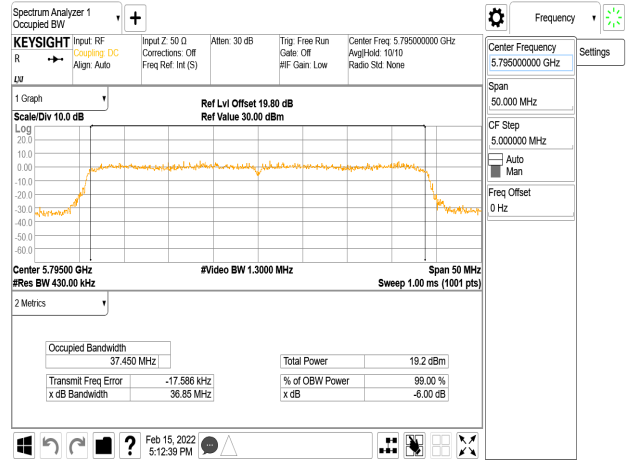 Spectrum Analyzer 1
Occupied BW
Frequency
KEYSIGHT
R
Input: RF
Coupling: DC
Align: Auto
Input Z: 50 Ω
Corrections: Off
Freq Ref: Int (S)
Atten: 30 dB
Trig: Free Run
Gate: Off
#IF Gain: Low
Center Freq: 5.795000000 GHz
Avg|Hold: 10/10
Radio Std: None
1 Graph
Scale/Div 10.0 dB
Ref Lvl Offset 19.80 dB
Ref Value 30.00 dBm
Log
20.0
10.0
0.00
-10.0
-20.0
-30.0
-40.0
-50.0
-60.0
Center 5.79500 GHz
#Video BW 1.3000 MHz
Span 50 MHz
#Res BW 430.00 kHz
Sweep 1.00 ms (1001 pts)
2 Metrics
Occupied Bandwidth
37.450 MHz
Total Power 19.2 dBm
Transmit Freq Error -17.586 kHz
% of OBW Power 99.00 %
x dB Bandwidth 36.85 MHz
x dB -6.00 dB
Feb 15, 2022
5:12:39 PM
Center Frequency
5.795000000 GHz
Settings
Span
50.000 MHz
CF Step
5.000000 MHz
Auto
Man
Freq Offset
0 Hz